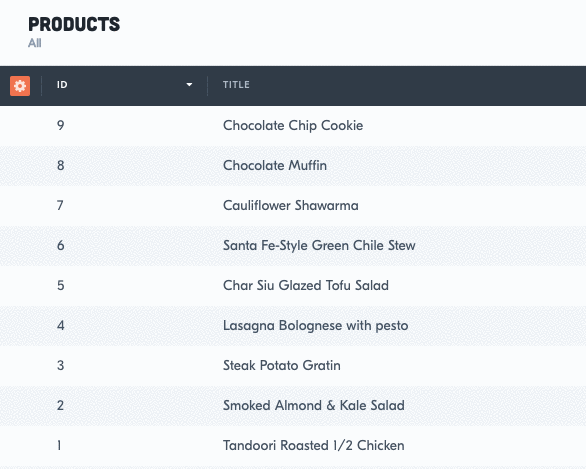 PRODUCTS
All
ID TITLE
9 Chocolate Chip Cookie
8 Chocolate Muffin
7 Cauliflower Shawarma
6 Santa Fe-Style Green Chile Stew
5 Char Siu Glazed Tofu Salad
4 Lasagna Bolognese with pesto
3 Steak Potato Gratin
2 Smoked Almond & Kale Salad
1 Tandoori Roasted 1/2 Chicken